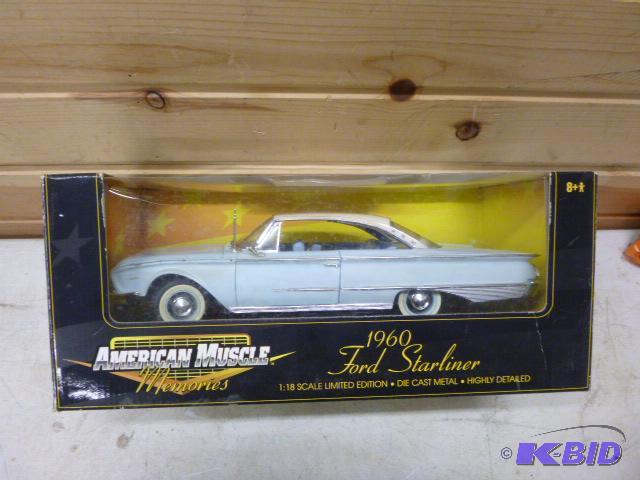 8+
1960
Ford Starliner
AMERICAN MUSCLE
Memories
1:18 SCALE LIMITED EDITION • DIE CAST METAL • HIGHLY DETAILED
© K-BID